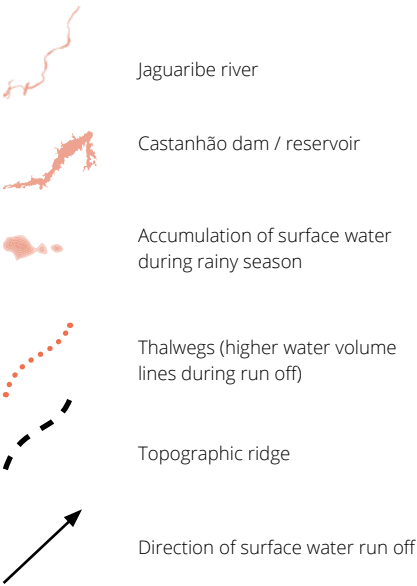 Jaguaribe river
Castanhão dam / reservoir
Accumulation of surface water
during rainy season
Thalwegs (higher water volume
lines during run off)
Topographic ridge
Direction of surface water run off